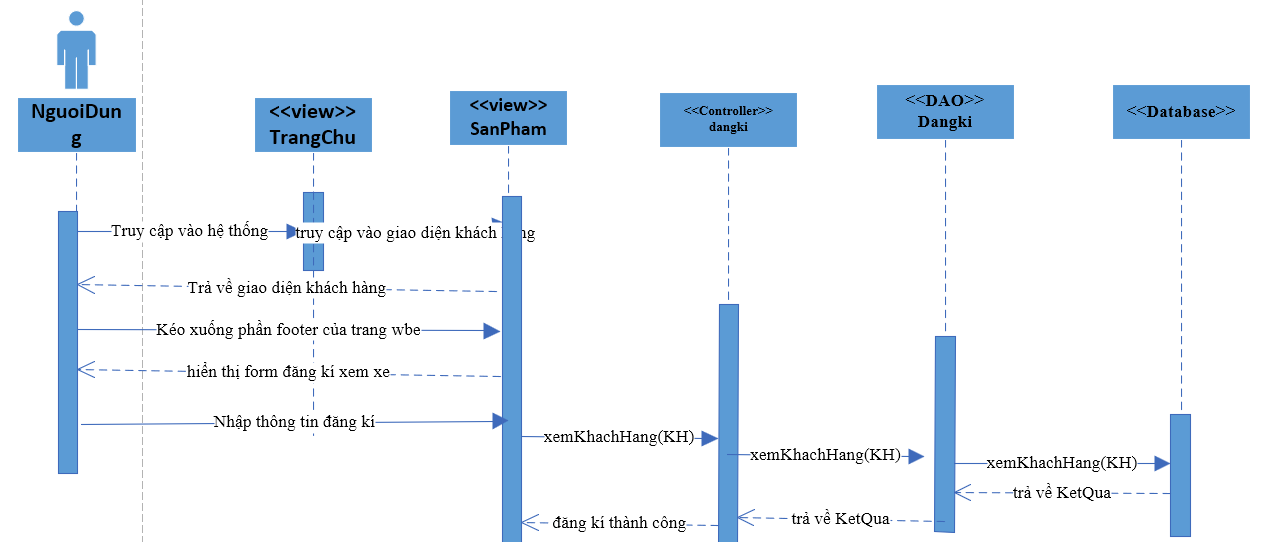 NguoiDun
g
<<view>>
TrangChu
<<view>>
SanPham
<<Controller>>
dangki
<<DAO>>
Dangki
<<Database>>
Truy cập vào hệ thống
truy cập vào giao diện khách hàng
Trả về giao diện khách hàng
Kéo xuống phần footer của trang wbe
hiển thị form đăng kí xem xe
Nhập thông tin đăng kí
xemKhachHang(KH)
xemKhachHang(KH)
xemKhachHang(KH)
trả về KetQua
trả về KetQua
đăng kí thành công